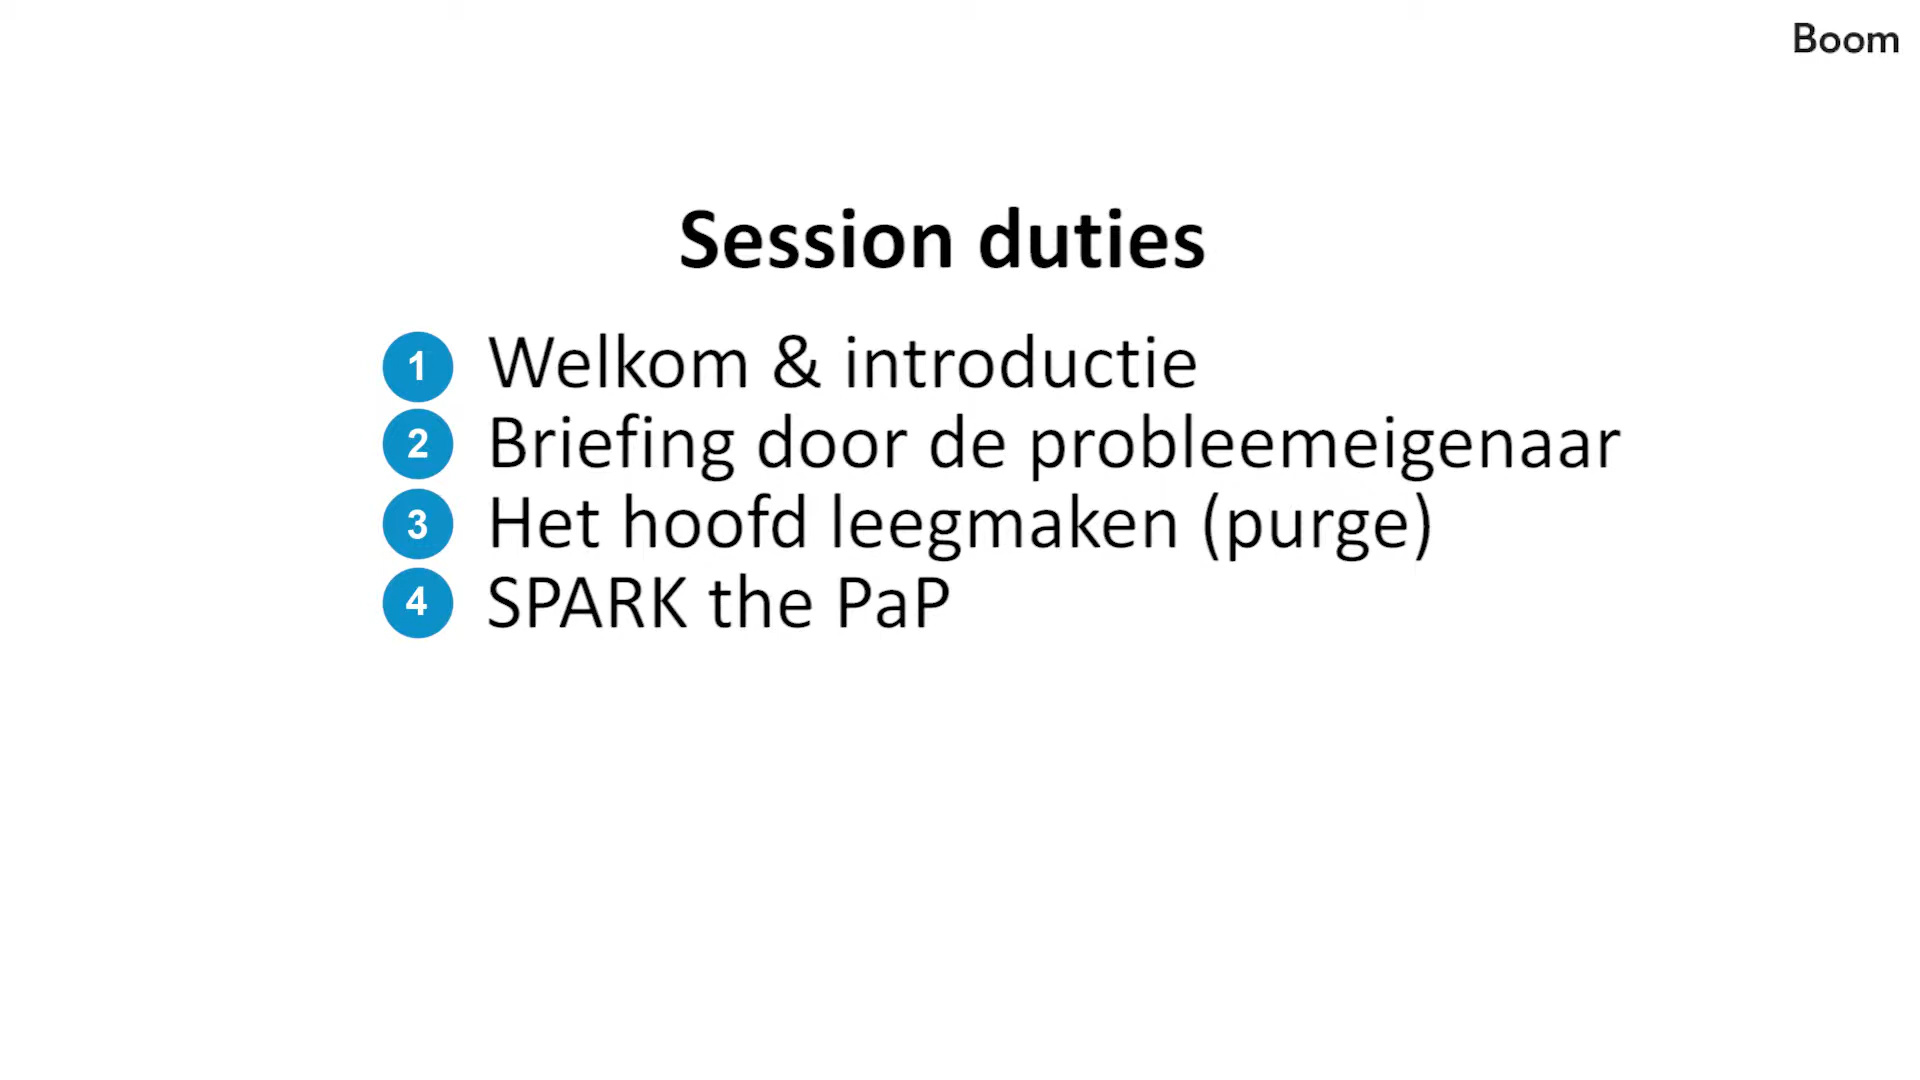 Boom
Session duties
1 Welkom & introductie
2 Briefing door de probleemeigenaar
3 Het hoofd leegmaken (purge)
4 SPARK the PaP